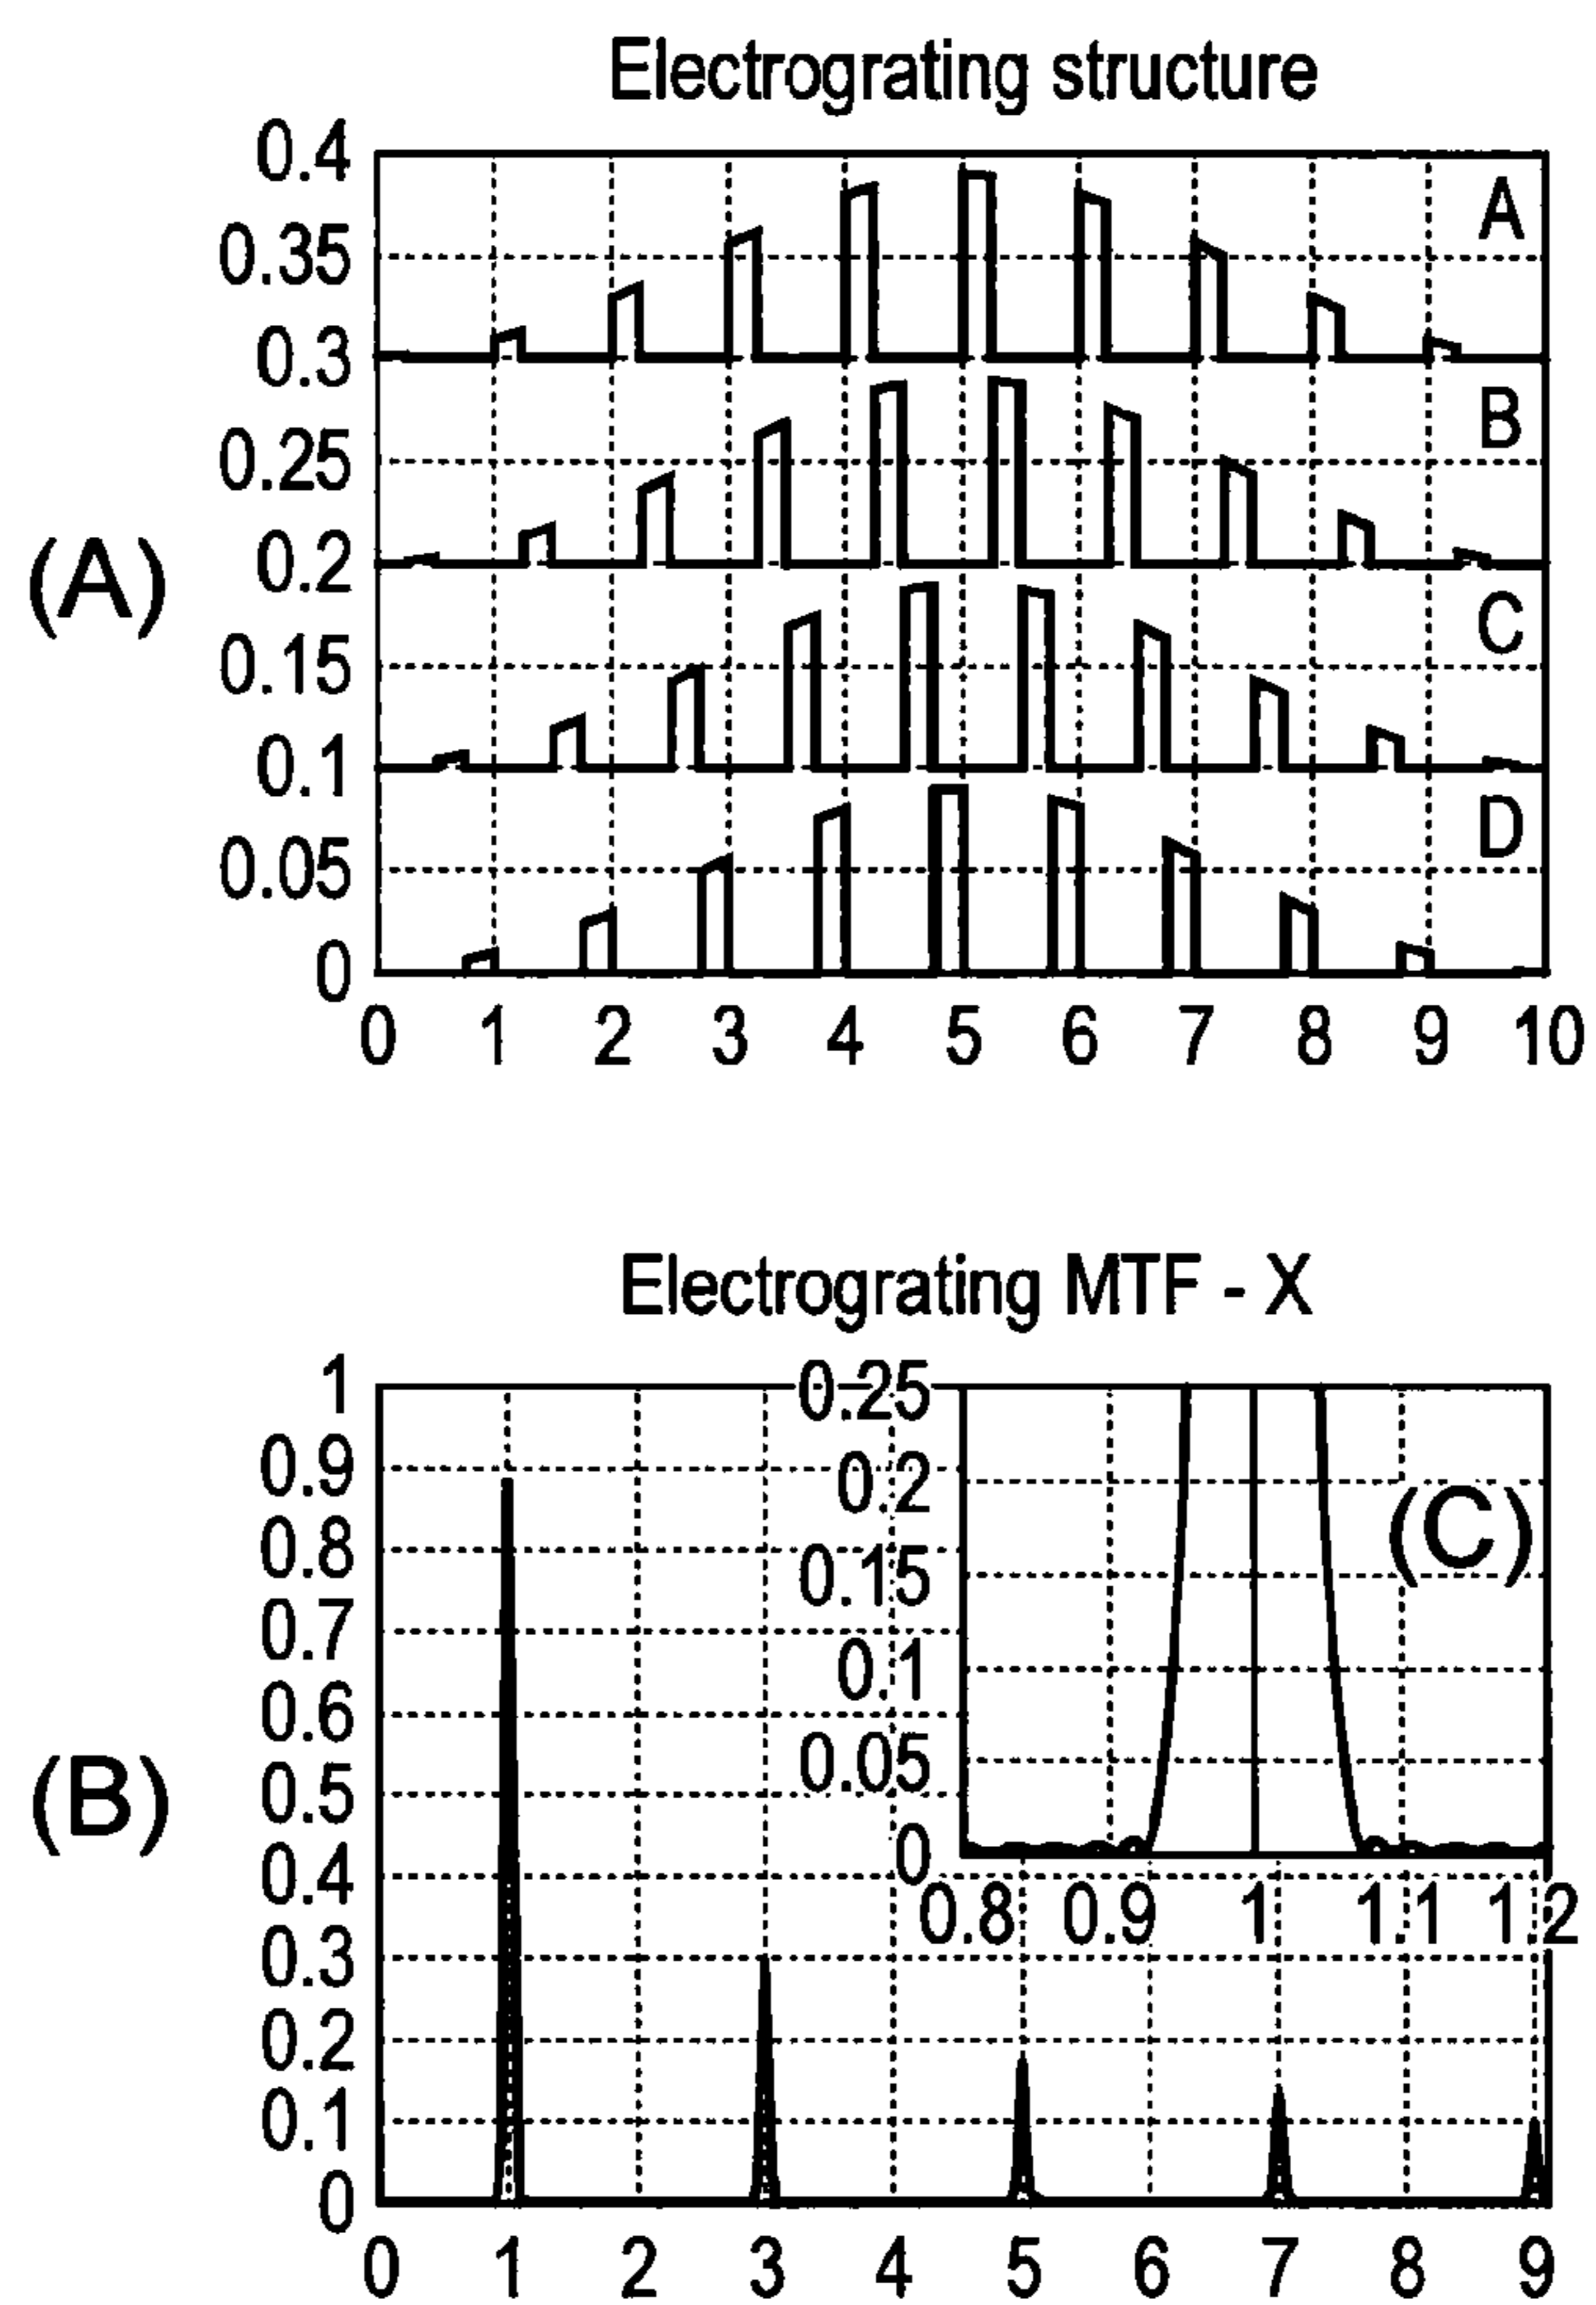 Electrograting structure
0.4
A
0.35
0.3
B
0.25
(A)
0.2
C
0.15
0.1
D
0.05
0
0 1 2 3 4 5 6 7 8 9 10
Electrograting MTF - X
1
0.25
0.9
0.2
(C)
0.8
0.15
0.7
0.1
0.6
(B)
0.05
0.5
0
0.4
0.8 0.9 1 1.1 1.2
0.3
0.2
0.1
0
0 1 2 3 4 5 6 7 8 9